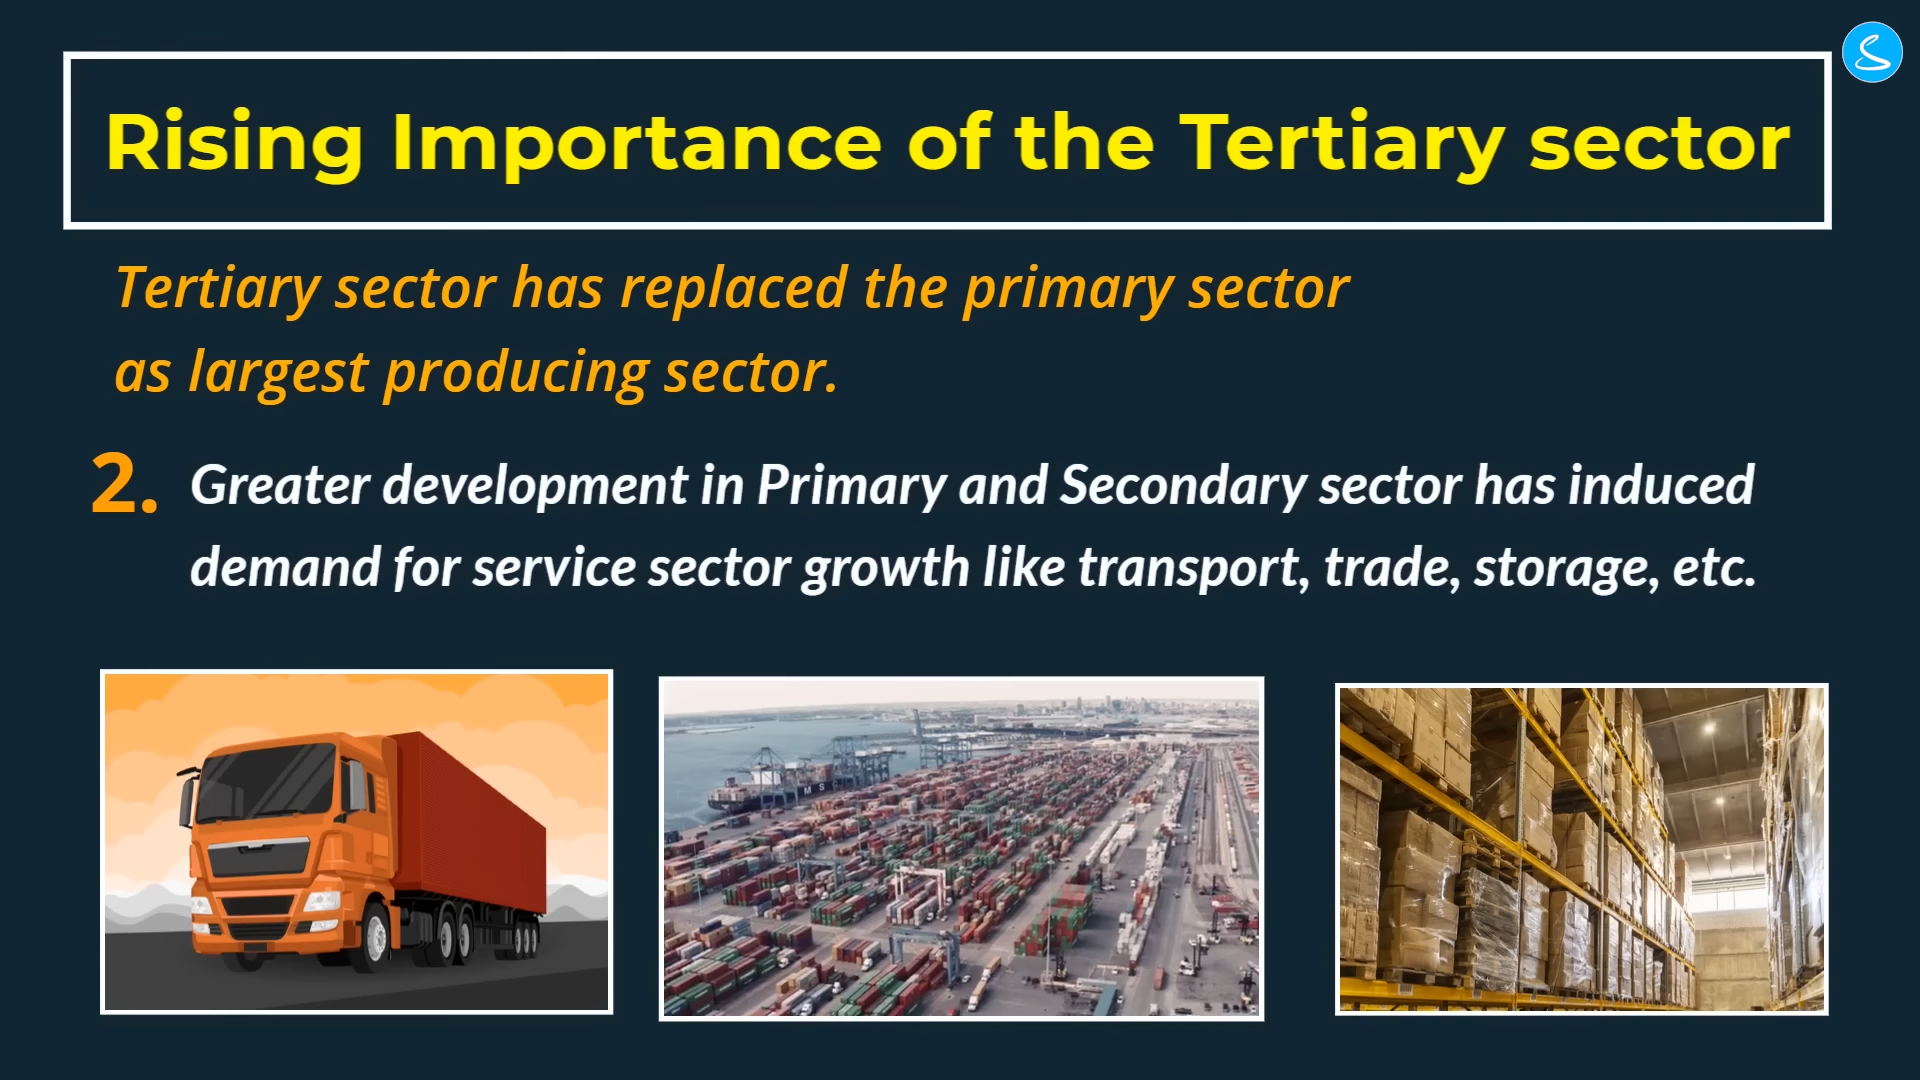 Rising Importance of the Tertiary sector
Tertiary sector has replaced the primary sector
as largest producing sector.
2. Greater development in Primary and Secondary sector has induced
demand for service sector growth like transport, trade, storage, etc.
M S